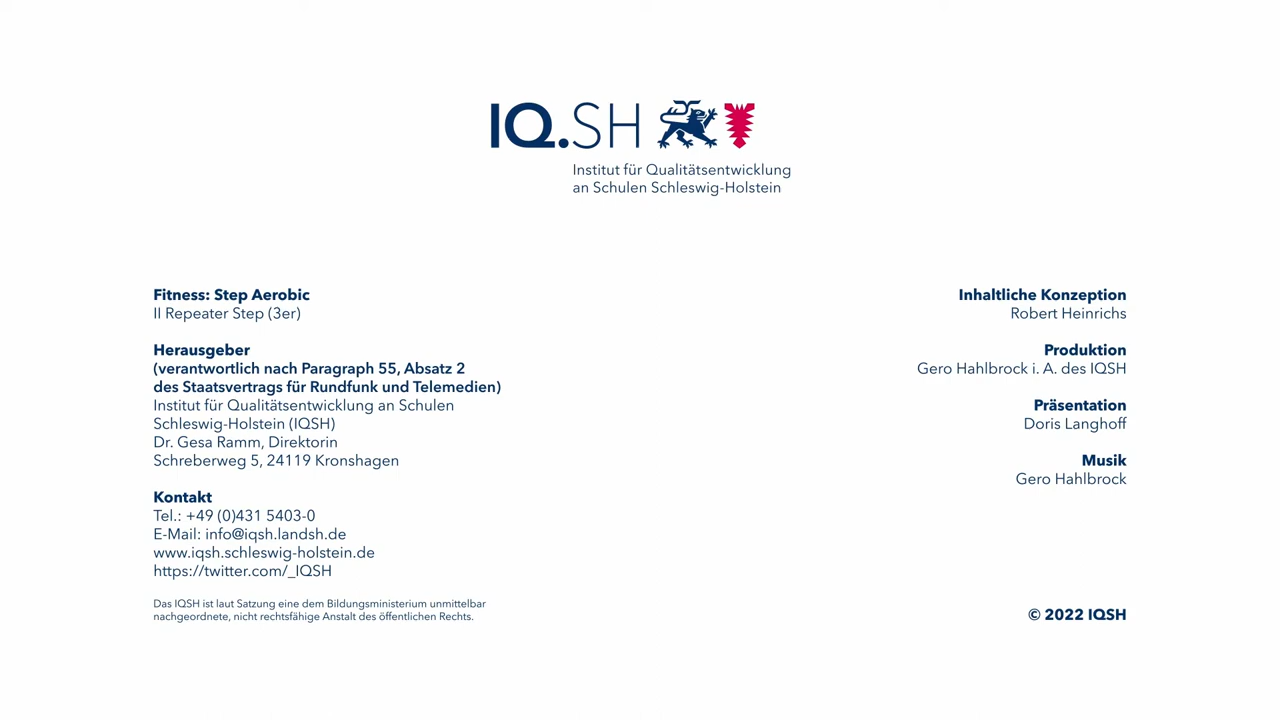 IQ.SH
Institut für Qualitätsentwicklung
an Schulen Schleswig-Holstein
Fitness: Step Aerobic
II Repeater Step (3er)
Herausgeber
(verantwortlich nach Paragraph 55, Absatz 2
des Staatsvertrags für Rundfunk und Telemedien)
Institut für Qualitätsentwicklung an Schulen
Schleswig-Holstein (IQSH)
Dr. Gesa Ramm, Direktorin
Schreberweg 5, 24119 Kronshagen
Kontakt
Tel.: +49 (0)431 5403-0
E-Mail: info@iqsh.landsh.de
www.iqsh.schleswig-holstein.de
https://twitter.com/_IQSH
Das IQSH ist laut Satzung eine dem Bildungsministerium unmittelbar
nachgeordnete, nicht rechtsfähige Anstalt des öffentlichen Rechts.
Inhaltliche Konzeption
Robert Heinrichs
Produktion
Gero Hahlbrock i. A. des IQSH
Präsentation
Doris Langhoff
Musik
Gero Hahlbrock
© 2022 IQSH